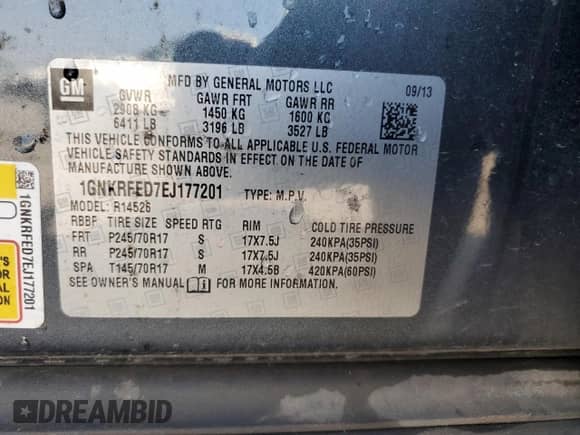 GM
MFD BY GENERAL MOTORS LLC
09/13
GVWR GAWR FRT GAWR RR
2908 KG 1450 KG 1600 KG
6411 LB 3196 LB 3527 LB
THIS VEHICLE CONFORMS TO ALL APPLICABLE U.S. FEDERAL MOTOR
VEHICLE SAFETY STANDARDS IN EFFECT ON THE DATE OF
MANUFACTURE SHOWN ABOVE.
1GNKRFED7EJ177201 TYPE: M.P.V.
MODEL: R14526
RBBF TIRE SIZE SPEED RTG RIM COLD TIRE PRESSURE
FRT P245/70R17 S 17X7.5J 240KPA(35PSI)
RR P245/70R17 S 17X7.5J 240KPA(35PSI)
SPA T145/70R17 M 17X4.5B 420KPA(60PSI)
SEE OWNER'S MANUAL FOR MORE INFORMATION.
1GNKRFED7EJ177201
DREAMBID